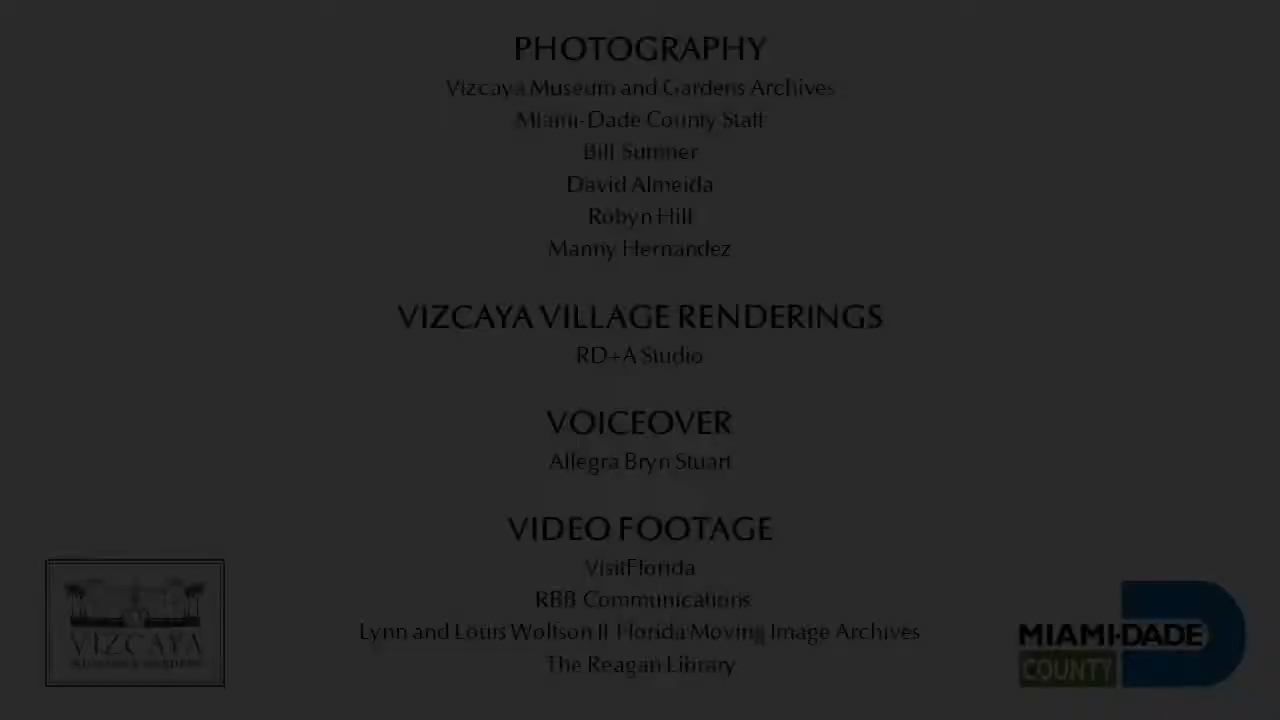 PHOTOGRAPHY
Vizcaya Museum and Gardens Archives
Miami-Dade County Staff
Bill Sumner
David Almeida
Robyn Hill
Manny Hernandez
VIZCAYA VILLAGE RENDERINGS
RD+A Studio
VOICEOVER
Allegra Bryn Stuart
VIDEO FOOTAGE
VisitFlorida
RBB Communications
Lynn and Louis Wolfson II Florida Moving Image Archives
The Reagan Library
VIZCAYA
MUSEUM & GARDENS
MIAMI-DADE
COUNTY